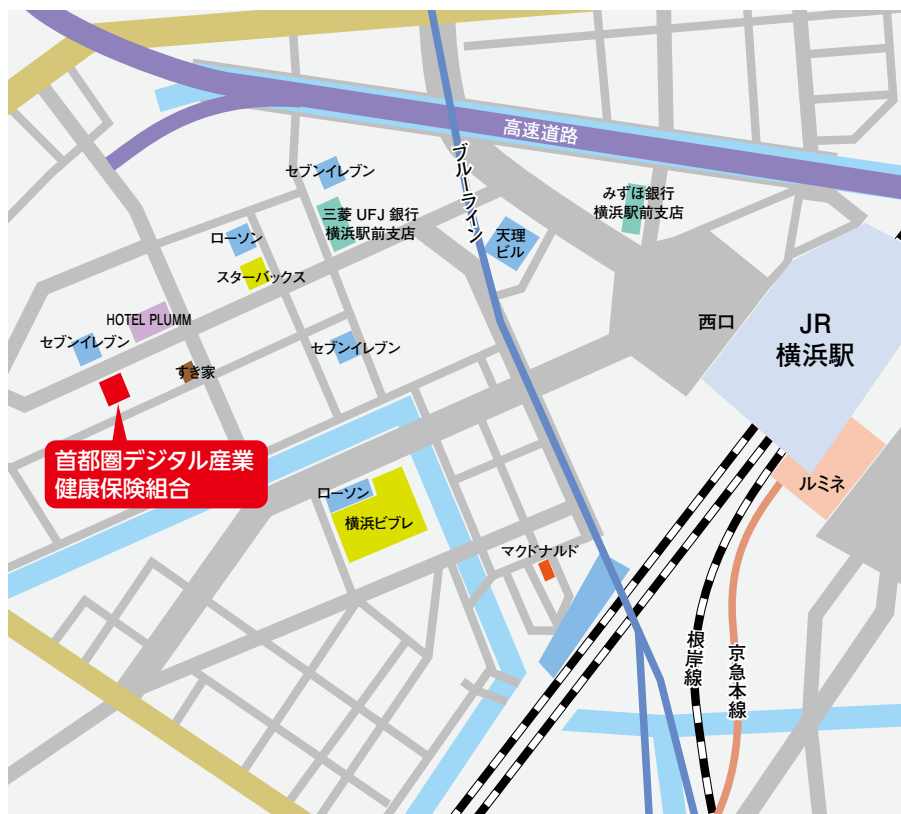 高速道路
ブルーライン
セブンイレブン
みずほ銀行
横浜駅前支店
三菱 UFJ 銀行
横浜駅前支店
ローソン
天理
ビル
スターバックス
HOTEL PLUMM
西口
JR
横浜駅
セブンイレブン
セブンイレブン
すき家
首都圏デジタル産業
健康保険組合
ローソン
横浜ビブレ
ルミネ
マクドナルド
根岸線
京急本線